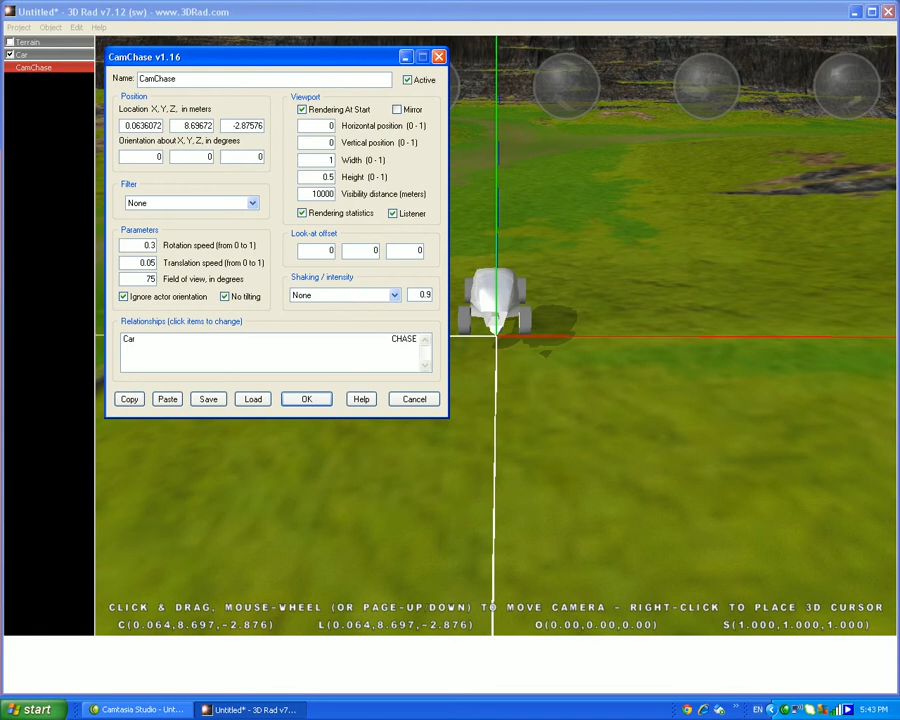 Untitled* - 3D Rad v7.12 (sw) - www.3DRad.com
Project Object Edit Help
Terrain
Car
CamChase
CamChase v1.16
Name: CamChase
Active
Position
Location X, Y, Z, in meters
0.0636072 8.69672 -2.87576
Orientation about X, Y, Z, in degrees
0 0 0
Filter
None
Parameters
0.3 Rotation speed (from 0 to 1)
0.05 Translation speed (from 0 to 1)
75 Field of view, in degrees
Ignore actor orientation No tilting
Viewport
Rendering At Start Mirror
0 Horizontal position (0 - 1)
0 Vertical position (0 - 1)
1 Width (0 - 1)
0.5 Height (0 - 1)
10000 Visibility distance (meters)
Rendering statistics Listener
Look-at offset
0 0 0
Shaking / intensity
None 0.9
Relationships (click items to change)
Car CHASE
Copy Paste Save Load OK Help Cancel
CLICK & DRAG, MOUSE-WHEEL (OR PAGE-UP DOWN) TO MOVE CAMERA - RIGHT-CLICK TO PLACE 3D CURSOR
C(0.064,8.697,-2.876) L(0.064,8.697,-2.876) O(0.00,0.00,0.00) S(1.000,1.000,1.000)
start Camtasia Studio - Unt... Untitled* - 3D Rad v7... EN 5:43 PM